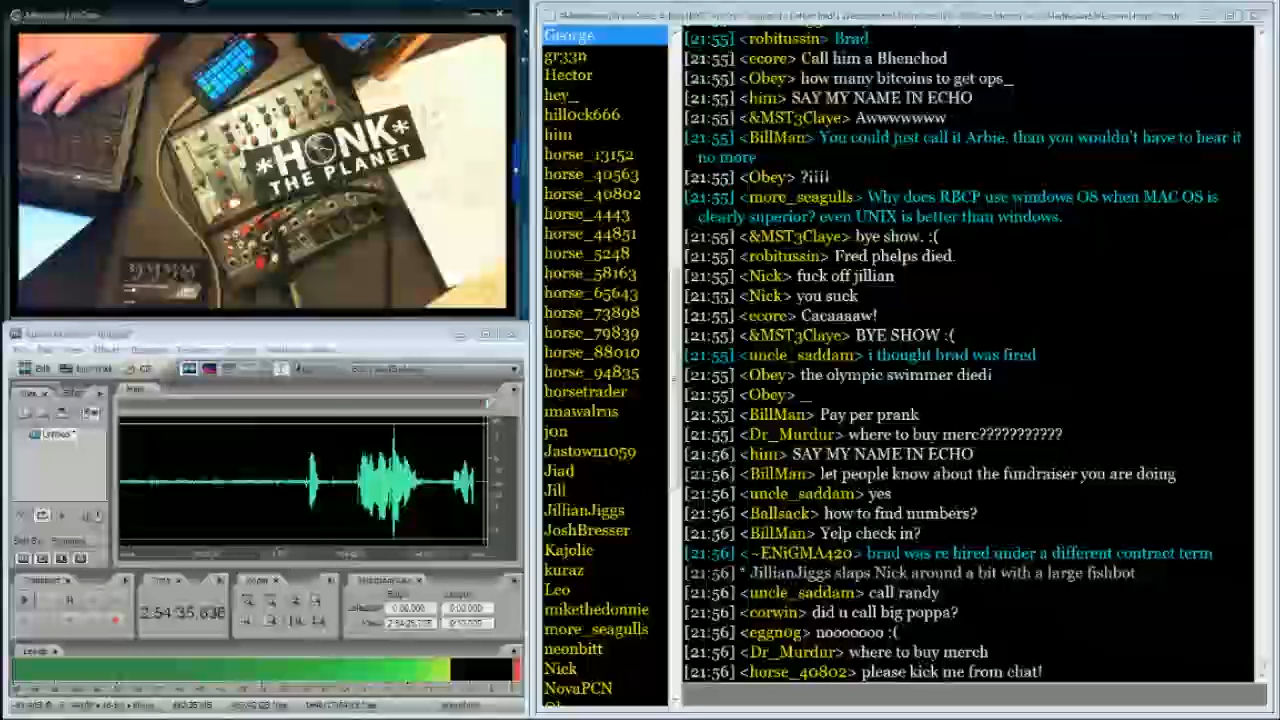 *HONK*
THE PLANET
Edit
CD
2:54:35.638
George
gr33n
Hector
hey_
hillock666
him
horse_13152
horse_40563
horse_40802
horse_4443
horse_44851
horse_5248
horse_58163
horse_65643
horse_73898
horse_79839
horse_88010
horse_94835
horsetrader
imawalrus
jon
Jastown1059
Jiad
Jill
JillianJiggs
JoshBresser
Kajolie
kuraz
Leo
mikethedonnie
more_seagulls
neonbitt
Nick
NovaPCN
[21:55] <robitussin> Brad
[21:55] <ecore> Call him a Bhenchod
[21:55] <Obey> how many bitcoins to get ops_
[21:55] <him> SAY MY NAME IN ECHO
[21:55] <&MST3Claye> Awwwwwww
[21:55] <BillMan> You could just call it Arbie, than you wouldn't have to hear it
no more
[21:55] <Obey> ?¡¡¡¡
[21:55] <more_seagulls> Why does RBCP use windows OS when MAC OS is
clearly superior? even UNIX is better than windows.
[21:55] <&MST3Claye> bye show. :(
[21:55] <robitussin> Fred phelps died.
[21:55] <Nick> fuck off jillian
[21:55] <Nick> you suck
[21:55] <ecore> Cacaaaaw!
[21:55] <&MST3Claye> BYE SHOW :(
[21:55] <uncle_saddam> i thought brad was fired
[21:55] <Obey> the olympic swimmer died¡
[21:55] <Obey> _
[21:55] <BillMan> Pay per prank
[21:55] <Dr_Murdur> where to buy merc???????????
[21:56] <him> SAY MY NAME IN ECHO
[21:56] <BillMan> let people know about the fundraiser you are doing
[21:56] <uncle_saddam> yes
[21:56] <Ballsack> how to find numbers?
[21:56] <BillMan> Yelp check in?
[21:56] <~ENiGMA420> brad was re hired under a different contract term
[21:56] * JillianJiggs slaps Nick around a bit with a large fishbot
[21:56] <uncle_saddam> call randy
[21:56] <corwin> did u call big poppa?
[21:56] <eggn0g> nooooooo :(
[21:56] <Dr_Murdur> where to buy merch
[21:56] <horse_40802> please kick me from chat!